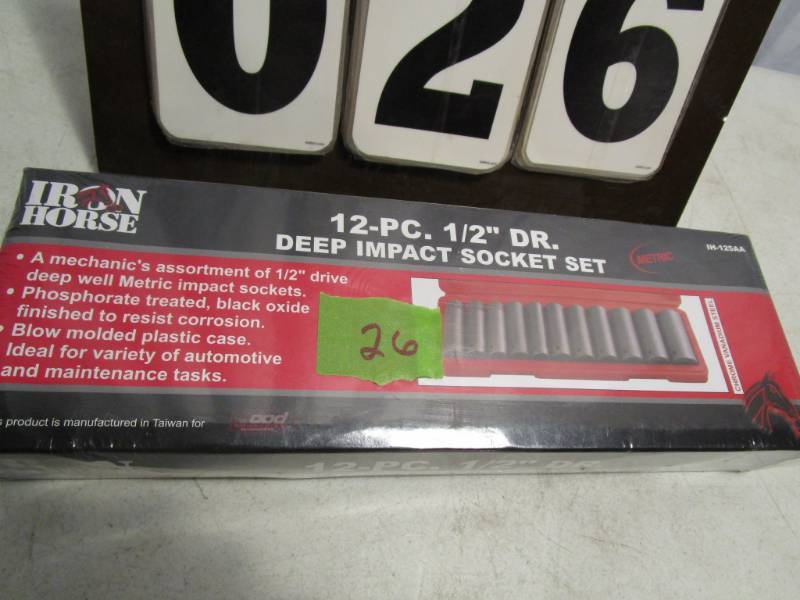 026
IRON
HORSE
12-PC. 1/2" DR.
DEEP IMPACT SOCKET SET
METRIC
IH-125AA
• A mechanic's assortment of 1/2" drive
deep well Metric impact sockets.
• Phosphorate treated, black oxide
finished to resist corrosion.
• Blow molded plastic case.
Ideal for variety of automotive
and maintenance tasks.
26
CHROME VANADIUM STEEL
product is manufactured in Taiwan for
12-PC. 1/2" DR.